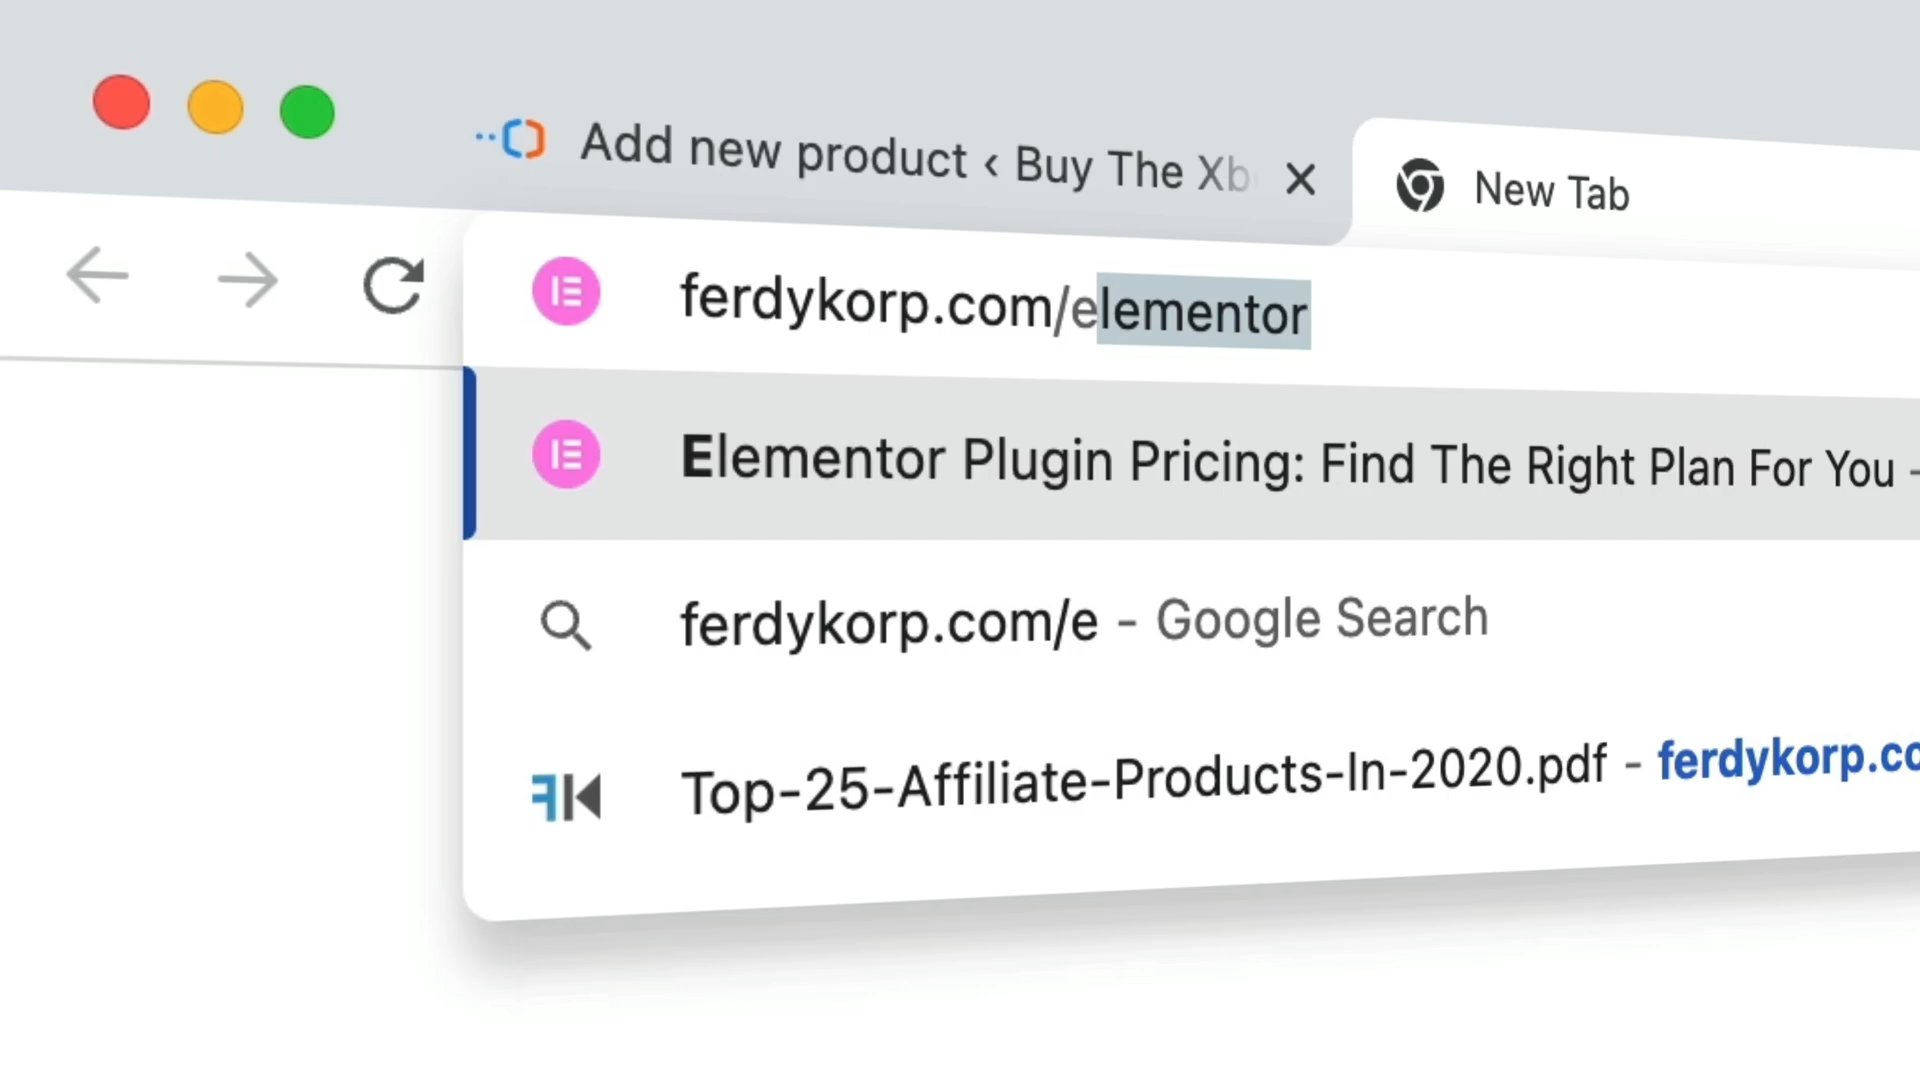 Add new product ‹ Buy The Xb
New Tab
ferdykorp.com/elementor
Elementor Plugin Pricing: Find The Right Plan For You -
ferdykorp.com/e - Google Search
Top-25-Affiliate-Products-In-2020.pdf - ferdykorp.co